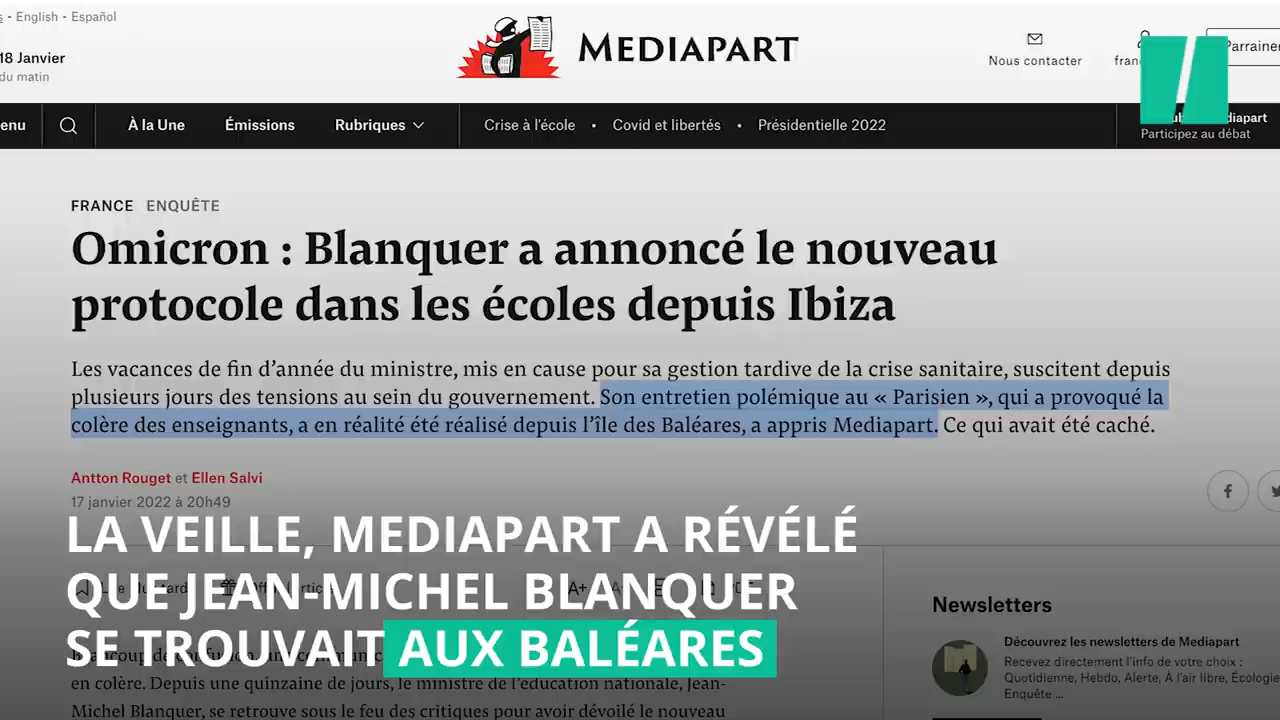 - English - Español
18 Janvier
du matin
MEDIAPART
Nous contacter
Parrainer
enu
À la Une
Émissions
Rubriques
Crise à l'école • Covid et libertés • Présidentielle 2022
Participez au débat
FRANCE ENQUÊTE
Omicron : Blanquer a annoncé le nouveau
protocole dans les écoles depuis Ibiza
Les vacances de fin d’année du ministre, mis en cause pour sa gestion tardive de la crise sanitaire, suscitent depuis
plusieurs jours des tensions au sein du gouvernement. Son entretien polémique au « Parisien », qui a provoqué la
colère des enseignants, a en réalité été réalisé depuis l’île des Baléares, a appris Mediapart. Ce qui avait été caché.
Antton Rouget et Ellen Salvi
17 janvier 2022 à 20h49
LA VEILLE, MEDIAPART A RÉVÉLÉ
QUE JEAN-MICHEL BLANQUER
SE TROUVAIT AUX BALÉARES
en colère. Depuis une quinzaine de jours, le ministre de l’éducation nationale, Jean-
Michel Blanquer, se retrouve sous le feu des critiques pour avoir dévoilé le nouveau
Newsletters
Découvrez les newsletters de Mediapart
Recevez directement l'info de votre choix :
Quotidienne, Hebdo, Alerte, À l'air libre, Écologie
Enquête ...